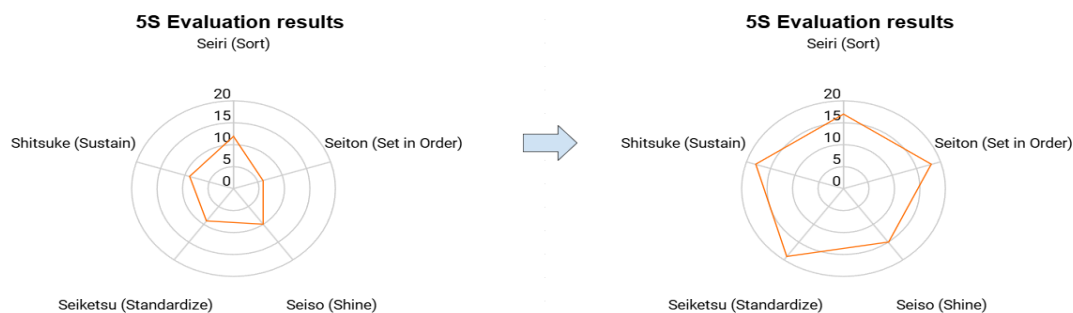 5S Evaluation results
Seiri (Sort)
20
15
10
5
0
Shitsuke (Sustain)
Seiton (Set in Order)
Seiketsu (Standardize)
Seiso (Shine)
5S Evaluation results
Seiri (Sort)
20
15
10
5
0
Shitsuke (Sustain)
Seiton (Set in Order)
Seiketsu (Standardize)
Seiso (Shine)